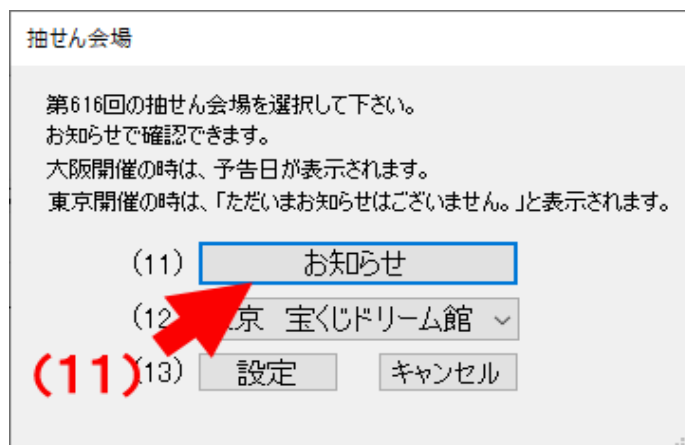 抽せん会場
第616回の抽せん会場を選択して下さい。
お知らせで確認できます。
大阪開催の時は、予告日が表示されます。
東京開催の時は、「ただいまお知らせはございません。」と表示されます。
(11) お知らせ
(12 京 宝くじドリーム館
(11)
13) 設定 キャンセル